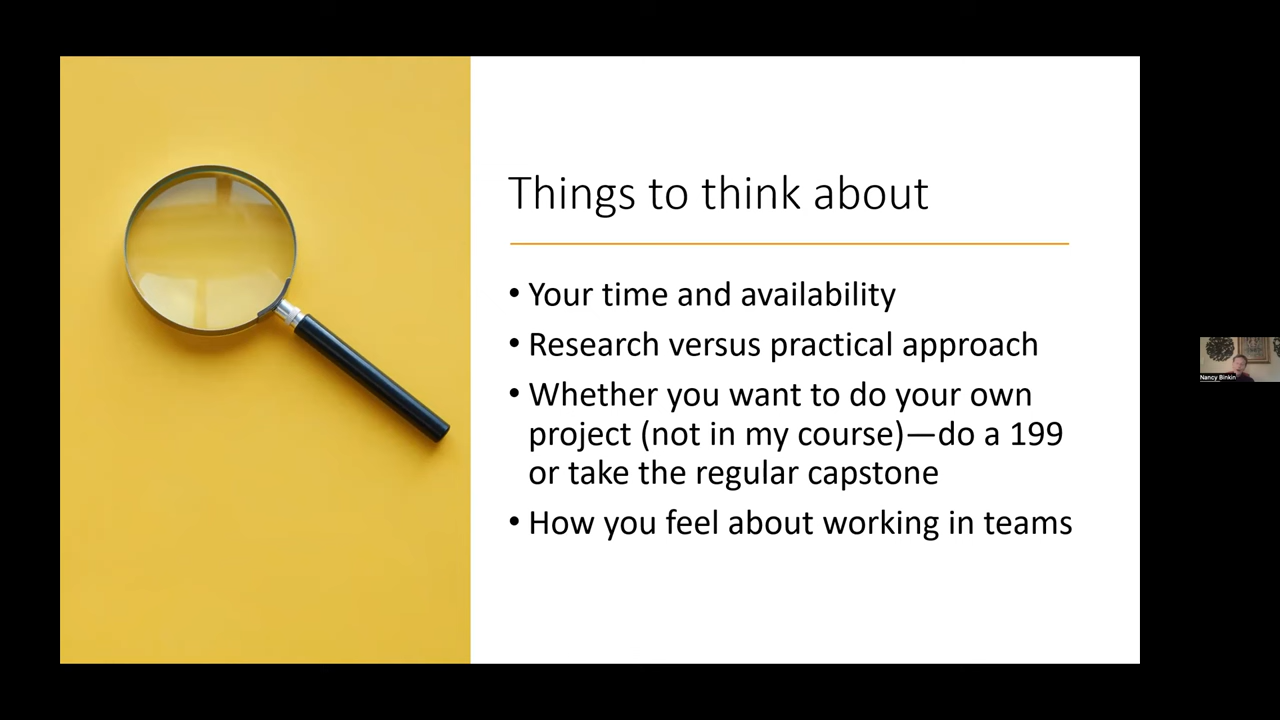 Things to think about
• Your time and availability
• Research versus practical approach
• Whether you want to do your own
project (not in my course)—do a 199
or take the regular capstone
• How you feel about working in teams
Nancy Binkin